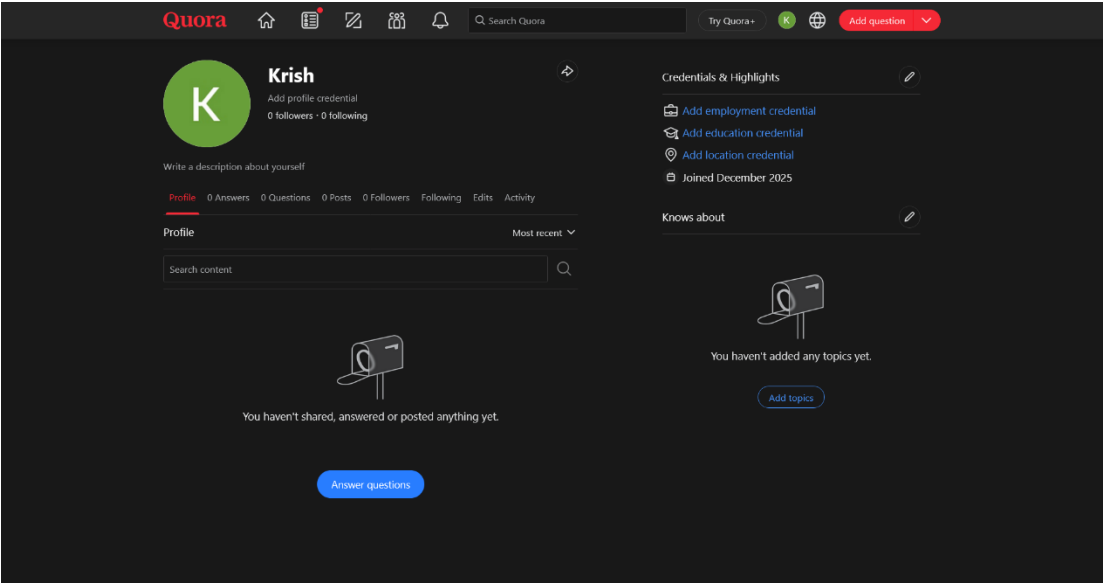 Quora
Search Quora
Try Quora+
K
Add question
K
Krish
Add profile credential
0 followers · 0 following
Write a description about yourself
Profile 0 Answers 0 Questions 0 Posts 0 Followers Following Edits Activity
Profile
Most recent
Search content
You haven't shared, answered or posted anything yet.
Answer questions
Credentials & Highlights
Add employment credential
Add education credential
Add location credential
Joined December 2025
Knows about
You haven't added any topics yet.
Add topics